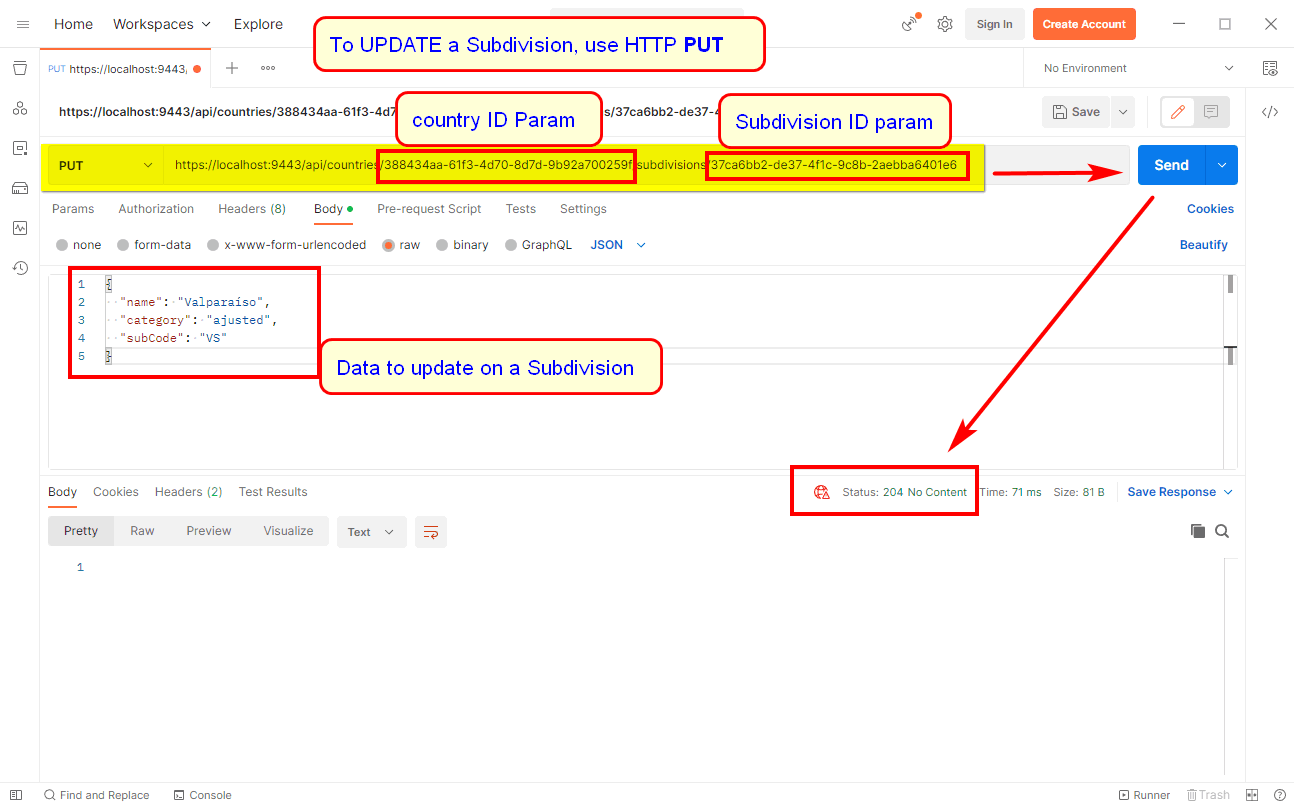 Home Workspaces Explore Sign In Create Account
To UPDATE a Subdivision, use HTTP PUT
PUT https://localhost:9443, No Environment
https://localhost:9443/api/countries/388434aa-61f3-4d7 s/37ca6bb2-de37-4 Save
country ID Param
Subdivision ID param
PUT https://localhost:9443/api/countries/388434aa-61f3-4d70-8d7d-9b92a700259f/subdivisions/37ca6bb2-de37-4f1c-9c8b-2aebba6401e6 Send
Params Authorization Headers (8) Body Pre-request Script Tests Settings Cookies
none form-data x-www-form-urlencoded raw binary GraphQL JSON Beautify
1 {
2 "name": "Valparaíso",
3 "category": "ajusted",
4 "subCode": "VS"
5 }
Data to update on a Subdivision
Body Cookies Headers (2) Test Results Status: 204 No Content Time: 71 ms Size: 81 B Save Response
Pretty Raw Preview Visualize Text
1
Find and Replace Console Runner Trash